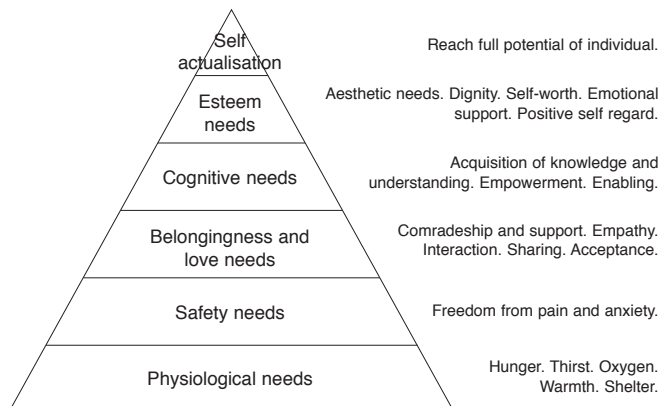 Self
actualisation
Reach full potential of individual.
Esteem
needs
Aesthetic needs. Dignity. Self-worth. Emotional
support. Positive self regard.
Cognitive needs
Acquisition of knowledge and
understanding. Empowerment. Enabling.
Belongingness and
love needs
Comradeship and support. Empathy.
Interaction. Sharing. Acceptance.
Safety needs
Freedom from pain and anxiety.
Physiological needs
Hunger. Thirst. Oxygen.
Warmth. Shelter.